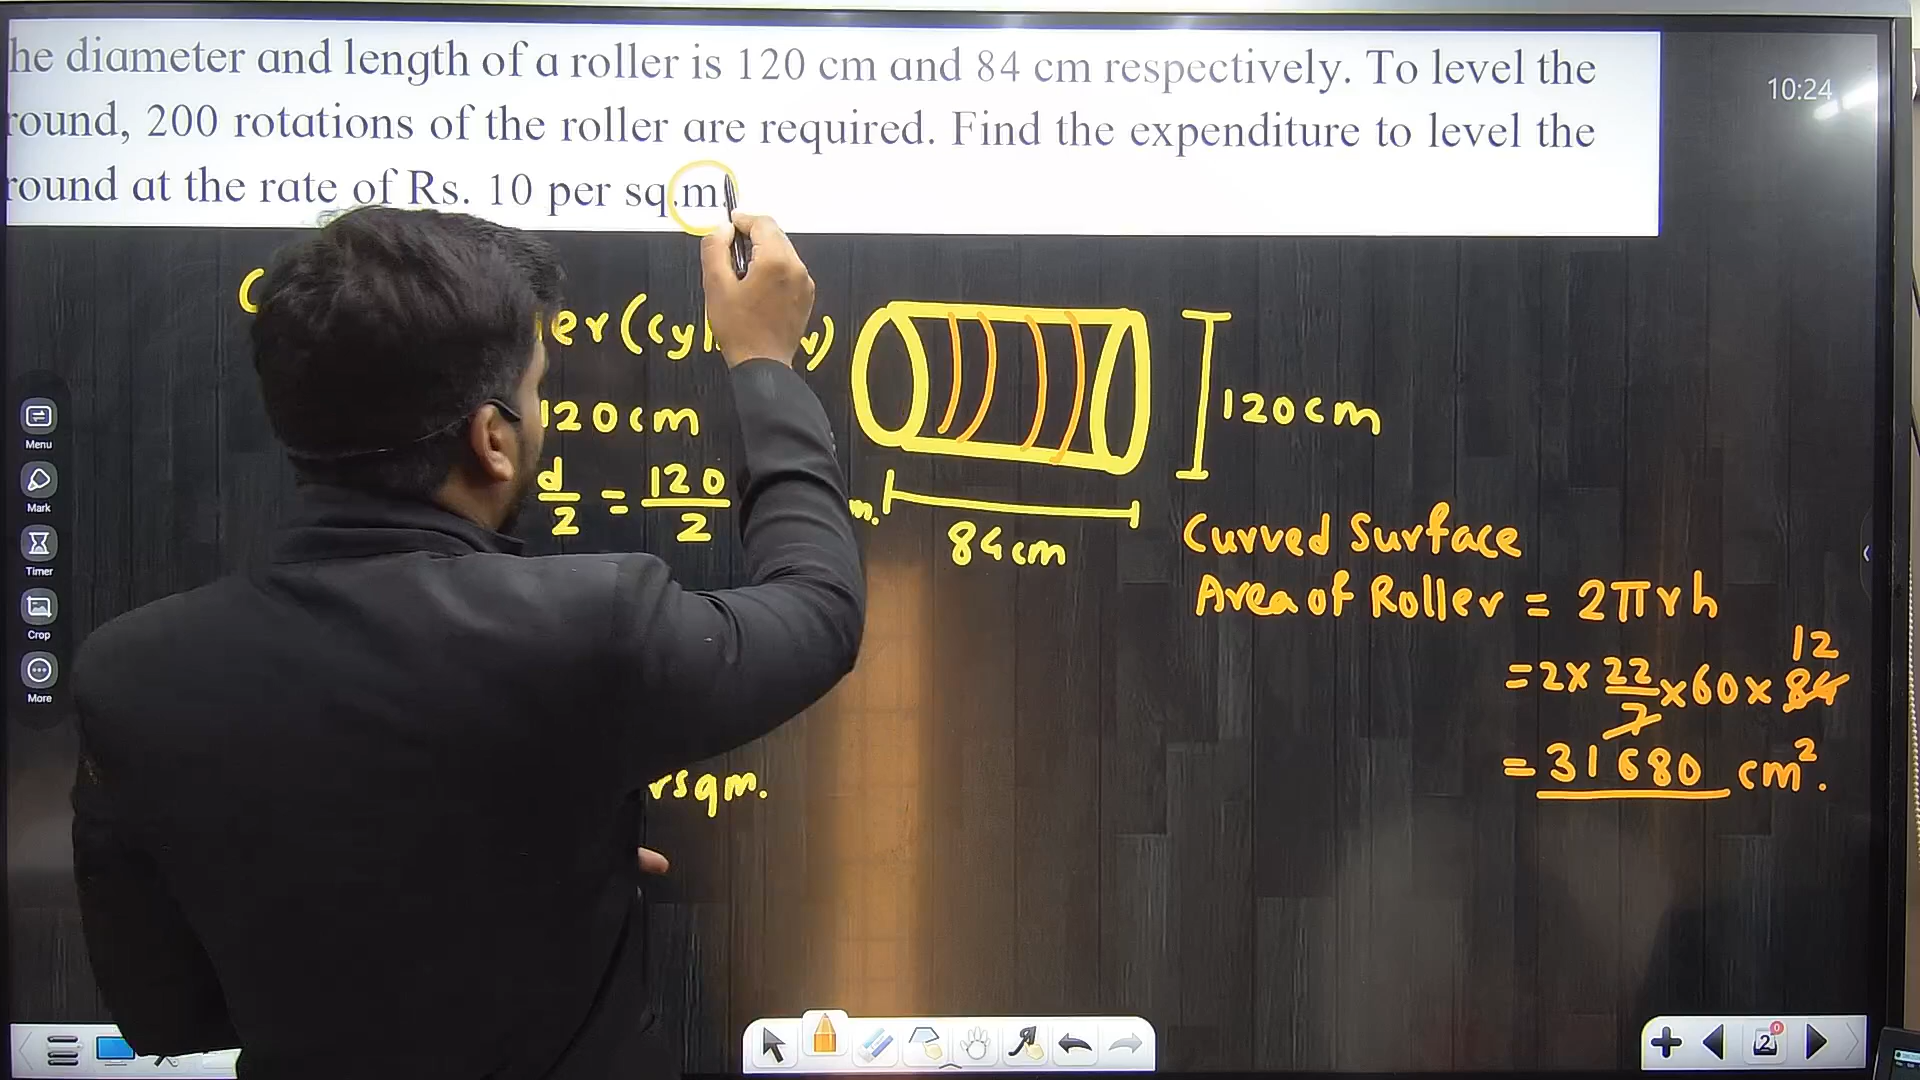 he diameter and length of a roller is 120 cm and 84 cm respectively. To level the
round, 200 rotations of the roller are required. Find the expenditure to level the
round at the rate of Rs. 10 per sq.m.
10:24
120cm
d/2 = 120/2
m.
84cm
120cm
Curved Surface
Area of Roller = 2πrh
= 2 × 22/7 × 60 × 84 12
= 31680 cm².
sqm.
Menu
Mark
Timer
Crop
More
2
0